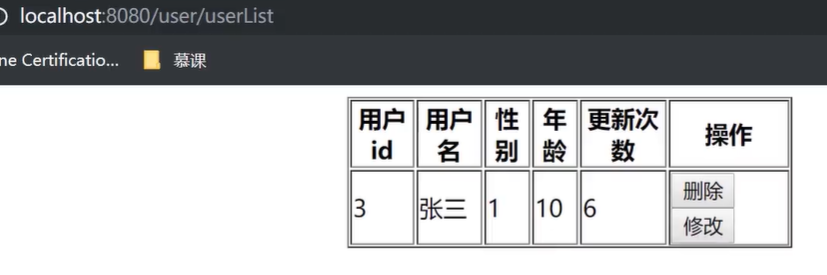 localhost:8080/user/userList
ne Certificatio...
慕课
用户
id
用户
名
性
别
年
龄
更新次
数
操作
3
张三
1
10
6
删除
修改